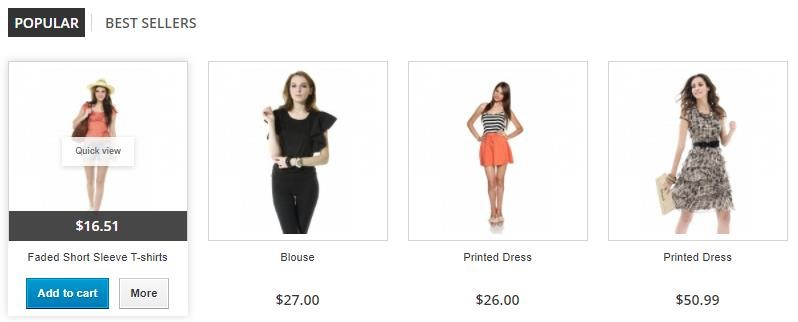 POPULAR
BEST SELLERS
Quick view
$16.51
Faded Short Sleeve T-shirts
Add to cart
More
Blouse
$27.00
Printed Dress
$26.00
Printed Dress
$50.99